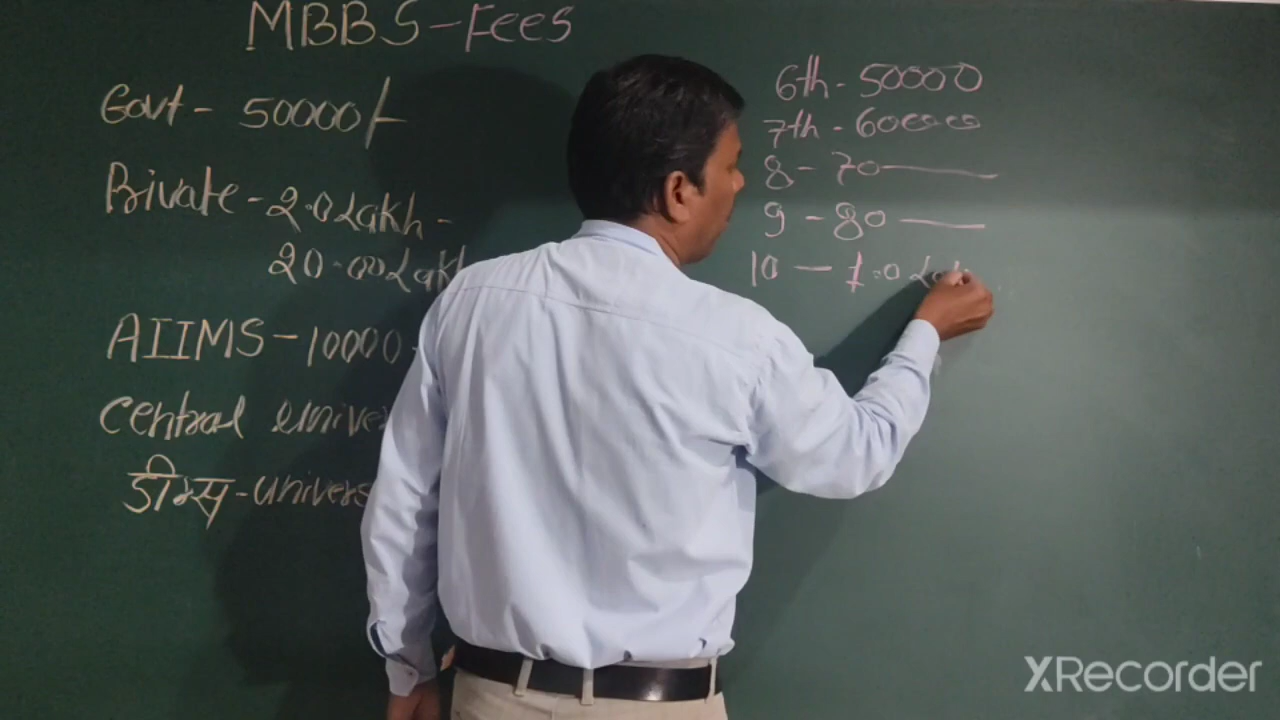 MBBS - Fees
Govt - 50000/-
Private - 2.0 Lakh -
20.00 Lakh
AIIMS - 10000
Central Univer
डीम्य - Univers
6th - 50000
7th - 60000
8 - 70
9 - 80
10 - 1.0 Lakh
XRecorder